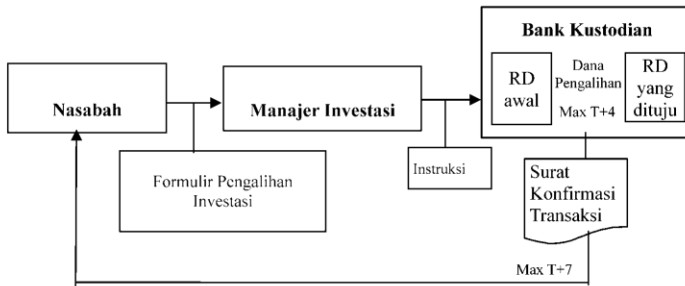 Bank Kustodian
RD
awal
Dana
Pengalihan
Max T+4
RD
yang
dituju
Nasabah
Manajer Investasi
Formulir Pengalihan
Investasi
Instruksi
Surat
Konfirmasi
Transaksi
Max T+7